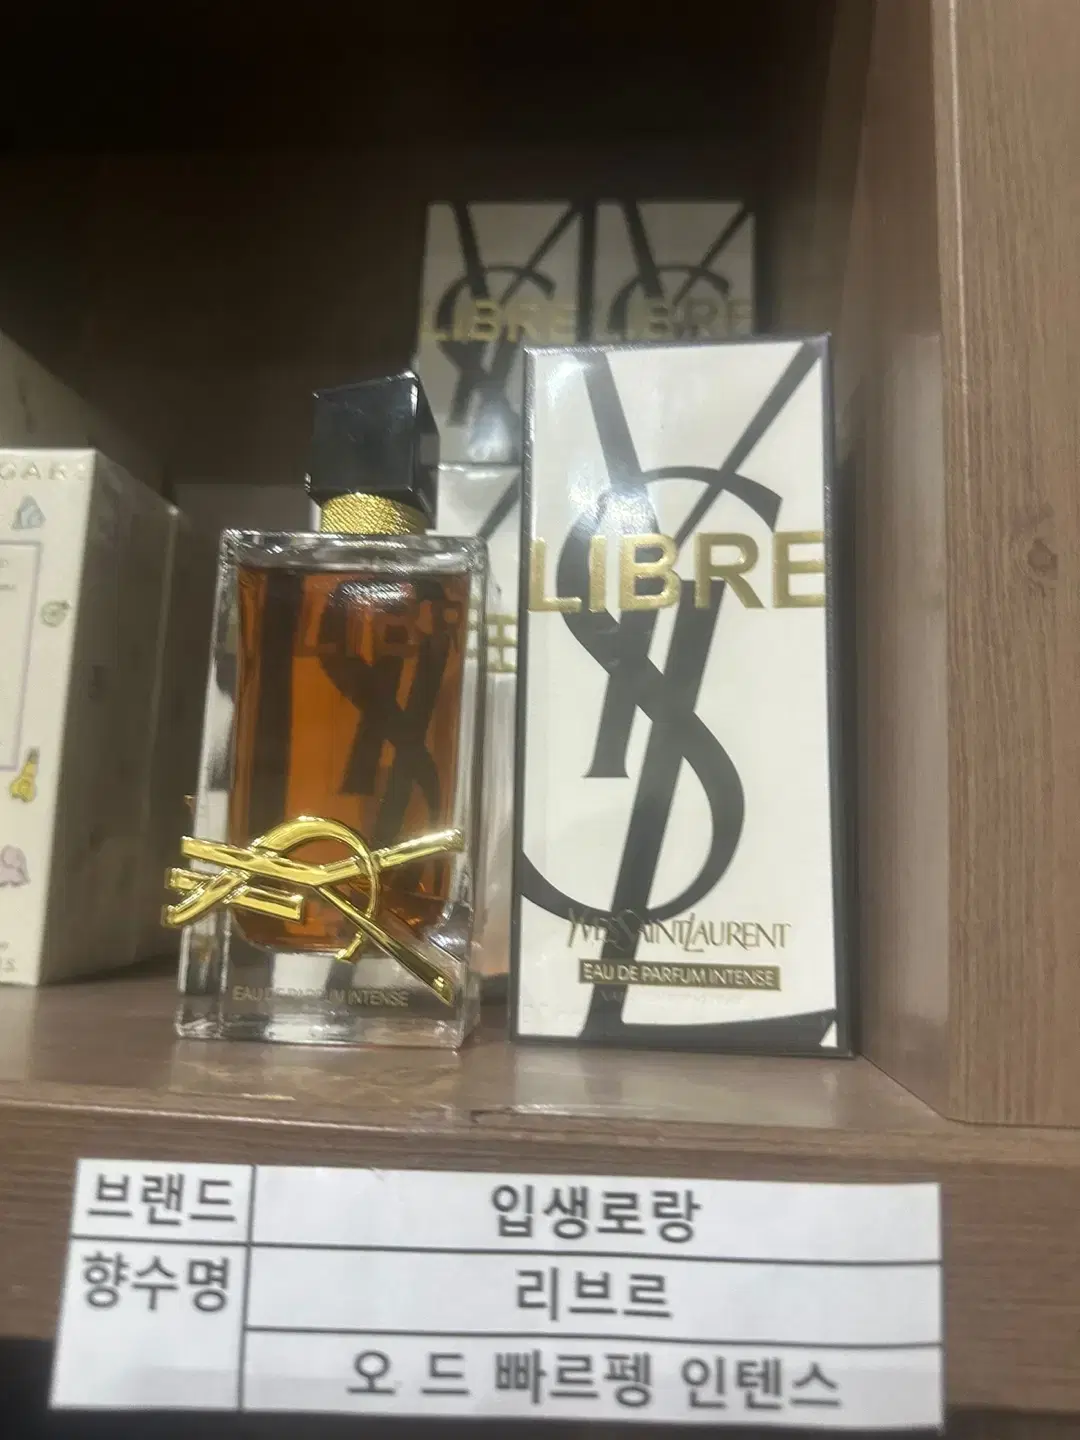 LIBRE
LIBRE
LIBRE
YVES SAINT LAURENT
EAU DE PARFUM INTENSE
LIBR
EAU DE PARFUM INTENSE
브랜드 입생로랑
향수명 리브르
오 드 빠르펭 인텐스